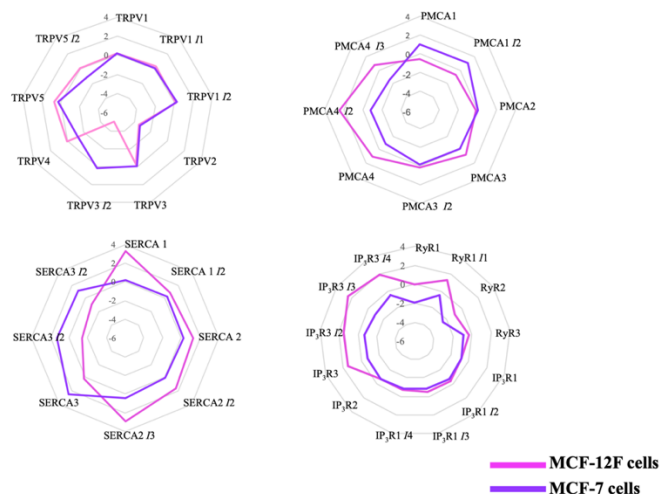 4
2
0
-2
-4
-6
TRPV1
TRPV1 I1
TRPV1 I2
TRPV2
TRPV3
TRPV3 I2
TRPV4
TRPV5
TRPV5 I2
4
2
0
-2
-4
-6
PMCA1
PMCA1 I2
PMCA2
PMCA3
PMCA3 I2
PMCA4
PMCA4 I2
PMCA4 I3
4
2
0
-2
-4
-6
SERCA 1
SERCA 1 I2
SERCA 2
SERCA2 I2
SERCA2 I3
SERCA3
SERCA3 I2
SERCA3 I2
4
2
0
-2
-4
-6
RyR1
RyR1 I1
RyR2
RyR3
IP₃R1
IP₃R1 I2
IP₃R1 I3
IP₃R1 I4
IP₃R2
IP₃R3
IP₃R3 I2
IP₃R3 I3
IP₃R3 I4
MCF-12F cells
MCF-7 cells